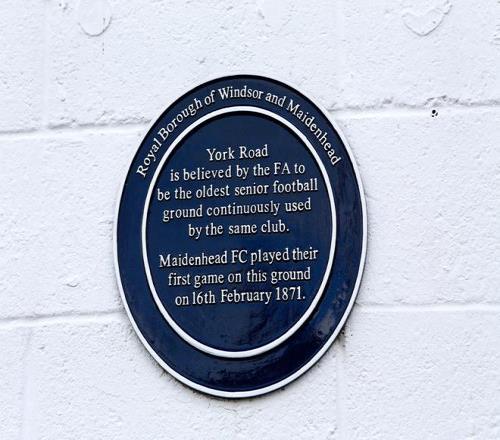 Royal Borough of Windsor and Maidenhead
York Road
is believed by the FA to
be the oldest senior football
ground continuously used
by the same club.
Maidenhead FC played their
first game on this ground
on 16th February 1871.